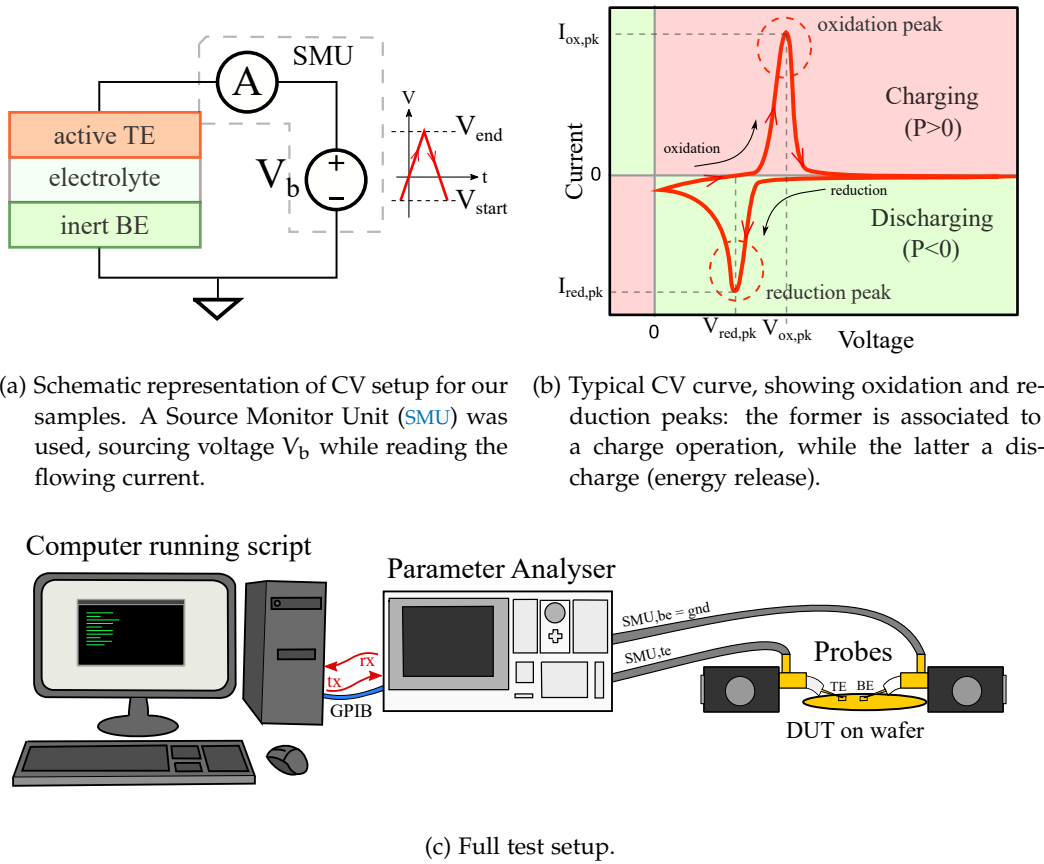 SMU
A
V
V_end
active TE
electrolyte
inert BE
V_b
+
−
t
V_start
I_ox,pk
oxidation peak
Charging
(P>0)
oxidation
Current
0
reduction
Discharging
(P<0)
I_red,pk
reduction peak
0
V_red,pk
V_ox,pk
Voltage
(a) Schematic representation of CV setup for our
samples. A Source Monitor Unit (SMU) was
used, sourcing voltage V_b while reading the
flowing current.
(b) Typical CV curve, showing oxidation and re-
duction peaks: the former is associated to
a charge operation, while the latter a dis-
charge (energy release).
Computer running script
Parameter Analyser
SMU,be = gnd
SMU,te
Probes
rx
tx
GPIB
TE
BE
DUT on wafer
(c) Full test setup.